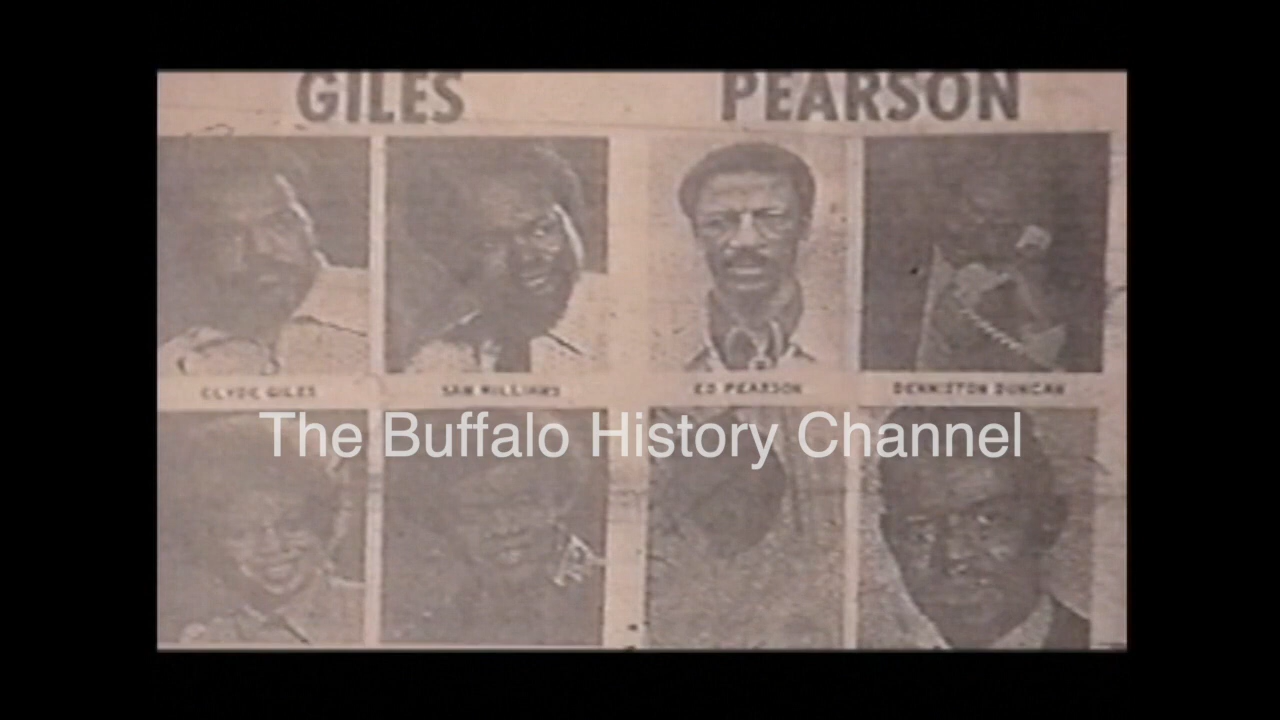 GILES PEARSON
CLYDE GILES SAM WILLIAMS ED PEARSON DENNISTON DUNCAN
The Buffalo History Channel